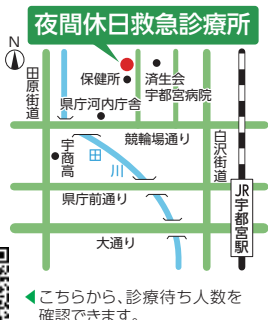 夜間休日救急診療所
N
田原街道
保健所
済生会
宇都宮病院
県庁河内庁舎
競輪場通り
白沢街道
宇商高
田川
県庁前通り
JR宇都宮駅
大通り
◀こちらから、診療待ち人数を
確認できます。